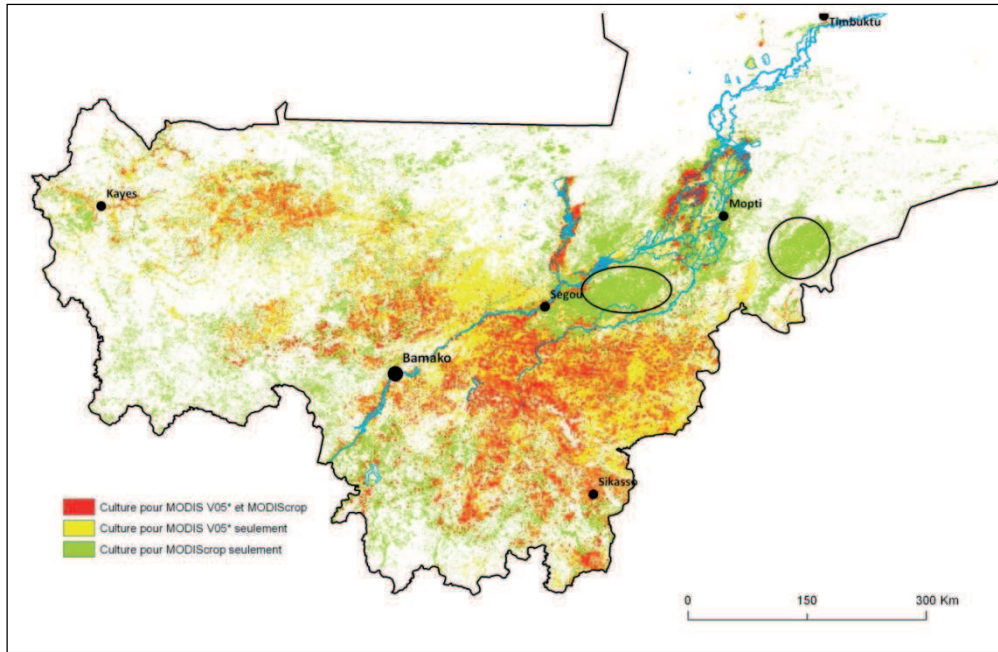 Timbuktu
Kayes
Mopti
Ségou
Bamako
Sikasso
Culture pour MODIS V05* et MODIScrop
Culture pour MODIS V05* seulement
Culture pour MODIScrop seulement
0 150 300 Km